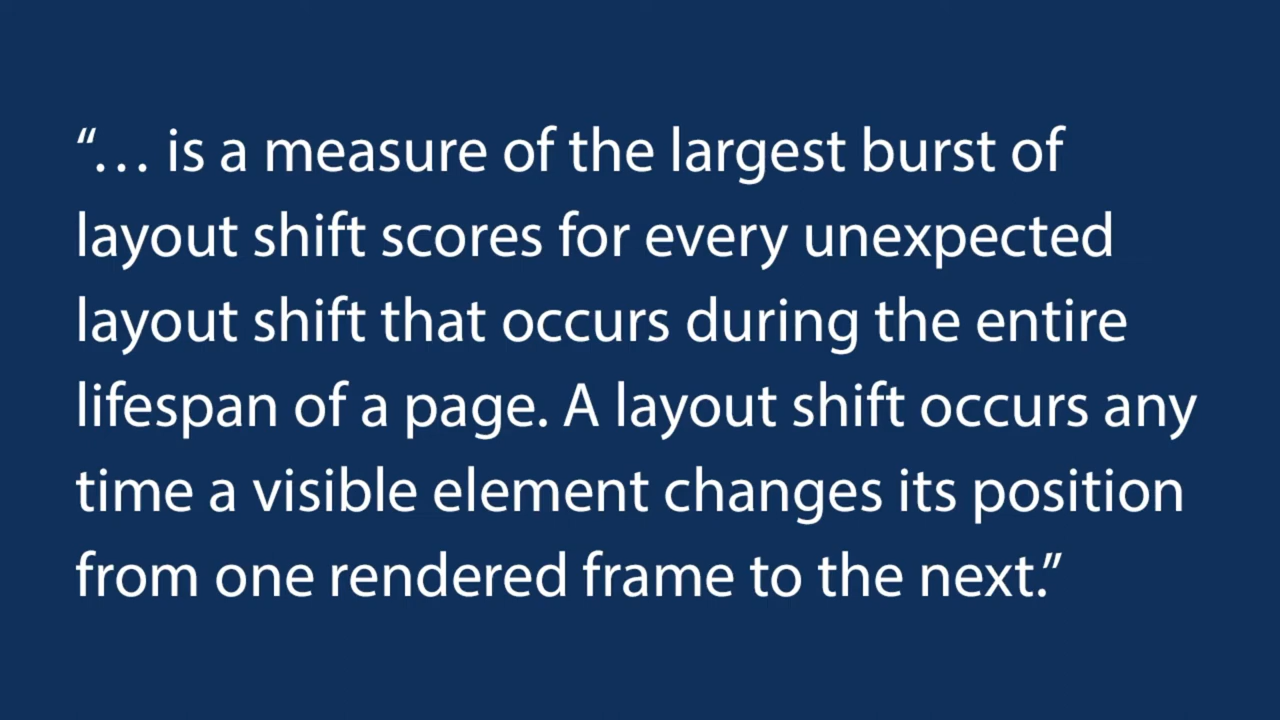 “… is a measure of the largest burst of
layout shift scores for every unexpected
layout shift that occurs during the entire
lifespan of a page. A layout shift occurs any
time a visible element changes its position
from one rendered frame to the next.”